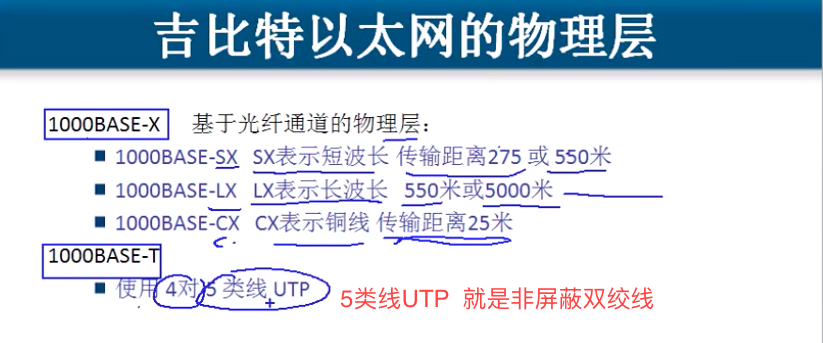 吉比特以太网的物理层
1000BASE-X 基于光纤通道的物理层：
1000BASE-SX SX表示短波长 传输距离275 或 550米
1000BASE-LX LX表示长波长 550米或5000米
1000BASE-CX CX表示铜线 传输距离25米
1000BASE-T
使用 4对 5 类线 UTP 5类线UTP 就是非屏蔽双绞线